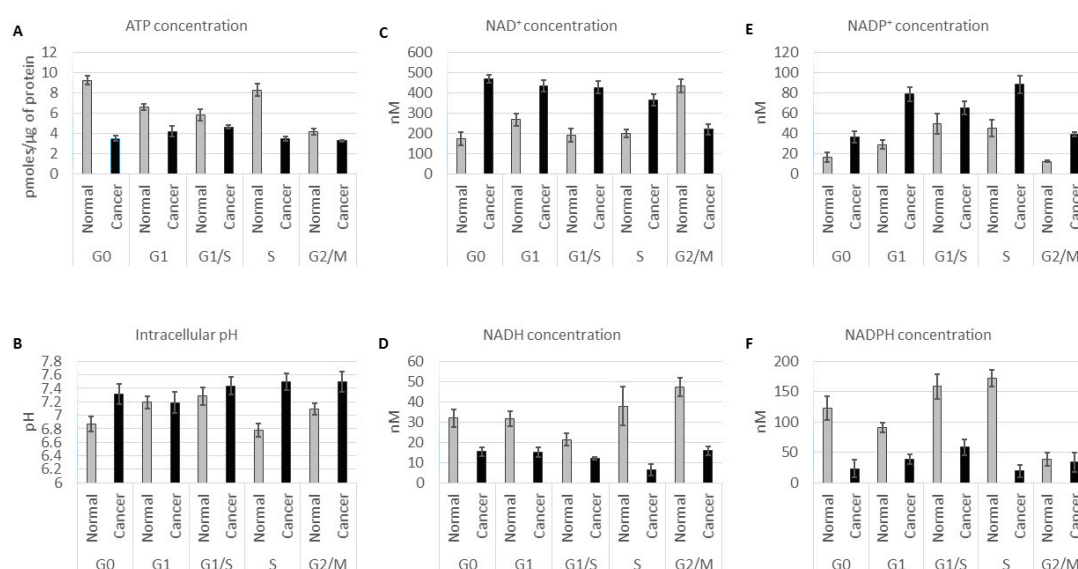 A
ATP concentration
pmoles/µg of protein
12
10
8
6
4
2
0
Normal Cancer Normal Cancer Normal Cancer Normal Cancer Normal Cancer
G0 G1 G1/S S G2/M
C
NAD⁺ concentration
nM
600
500
400
300
200
100
0
Normal Cancer Normal Cancer Normal Cancer Normal Cancer Normal Cancer
G0 G1 G1/S S G2/M
E
NADP⁺ concentration
nM
120
100
80
60
40
20
0
Normal Cancer Normal Cancer Normal Cancer Normal Cancer Normal Cancer
G0 G1 G1/S S G2/M
B
Intracellular pH
pH
7.8
7.6
7.4
7.2
7
6.8
6.6
6.4
6.2
6
Normal Cancer Normal Cancer Normal Cancer Normal Cancer Normal Cancer
G0 G1 G1/S S G2/M
D
NADH concentration
nM
60
50
40
30
20
10
0
Normal Cancer Normal Cancer Normal Cancer Normal Cancer Normal Cancer
G0 G1 G1/S S G2/M
F
NADPH concentration
nM
200
150
100
50
0
Normal Cancer Normal Cancer Normal Cancer Normal Cancer Normal Cancer
G0 G1 G1/S S G2/M